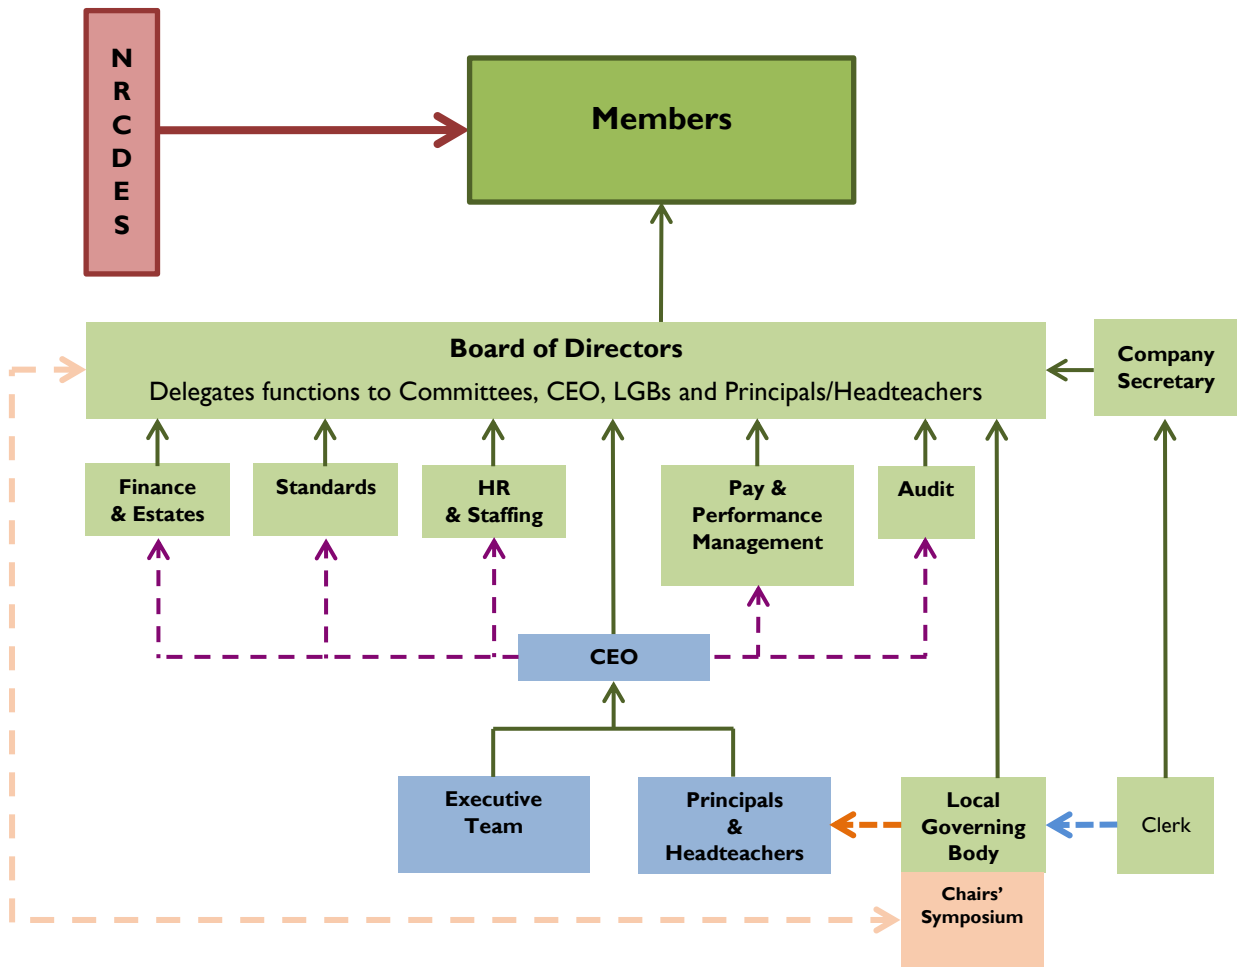 N
R
C
D
E
S
Members
Board of Directors
Delegates functions to Committees, CEO, LGBs and Principals/Headteachers
Company
Secretary
Finance
& Estates
Standards
HR
& Staffing
Pay &
Performance
Management
Audit
CEO
Executive
Team
Principals
&
Headteachers
Local
Governing
Body
Clerk
Chairs’
Symposium